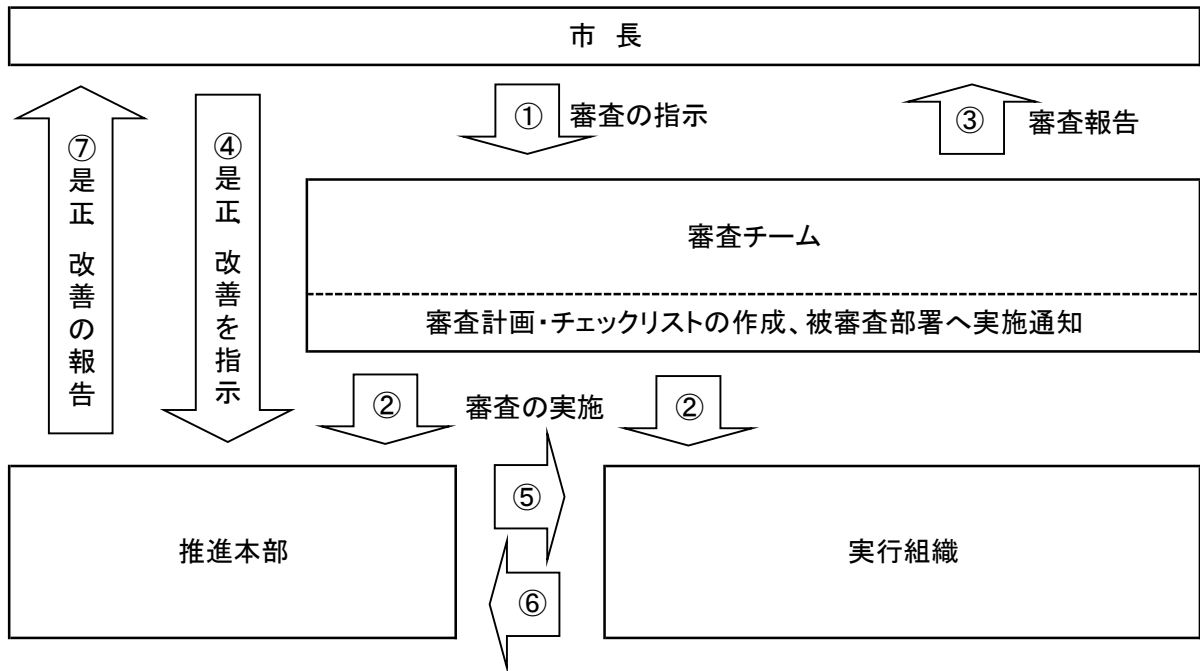 市 長
① 審査の指示
③ 審査報告
⑦是正、改善の報告
④是正、改善を指示
審査チーム
審査計画・チェックリストの作成、被審査部署へ実施通知
② 審査の実施 ②
⑤
推進本部
実行組織
⑥